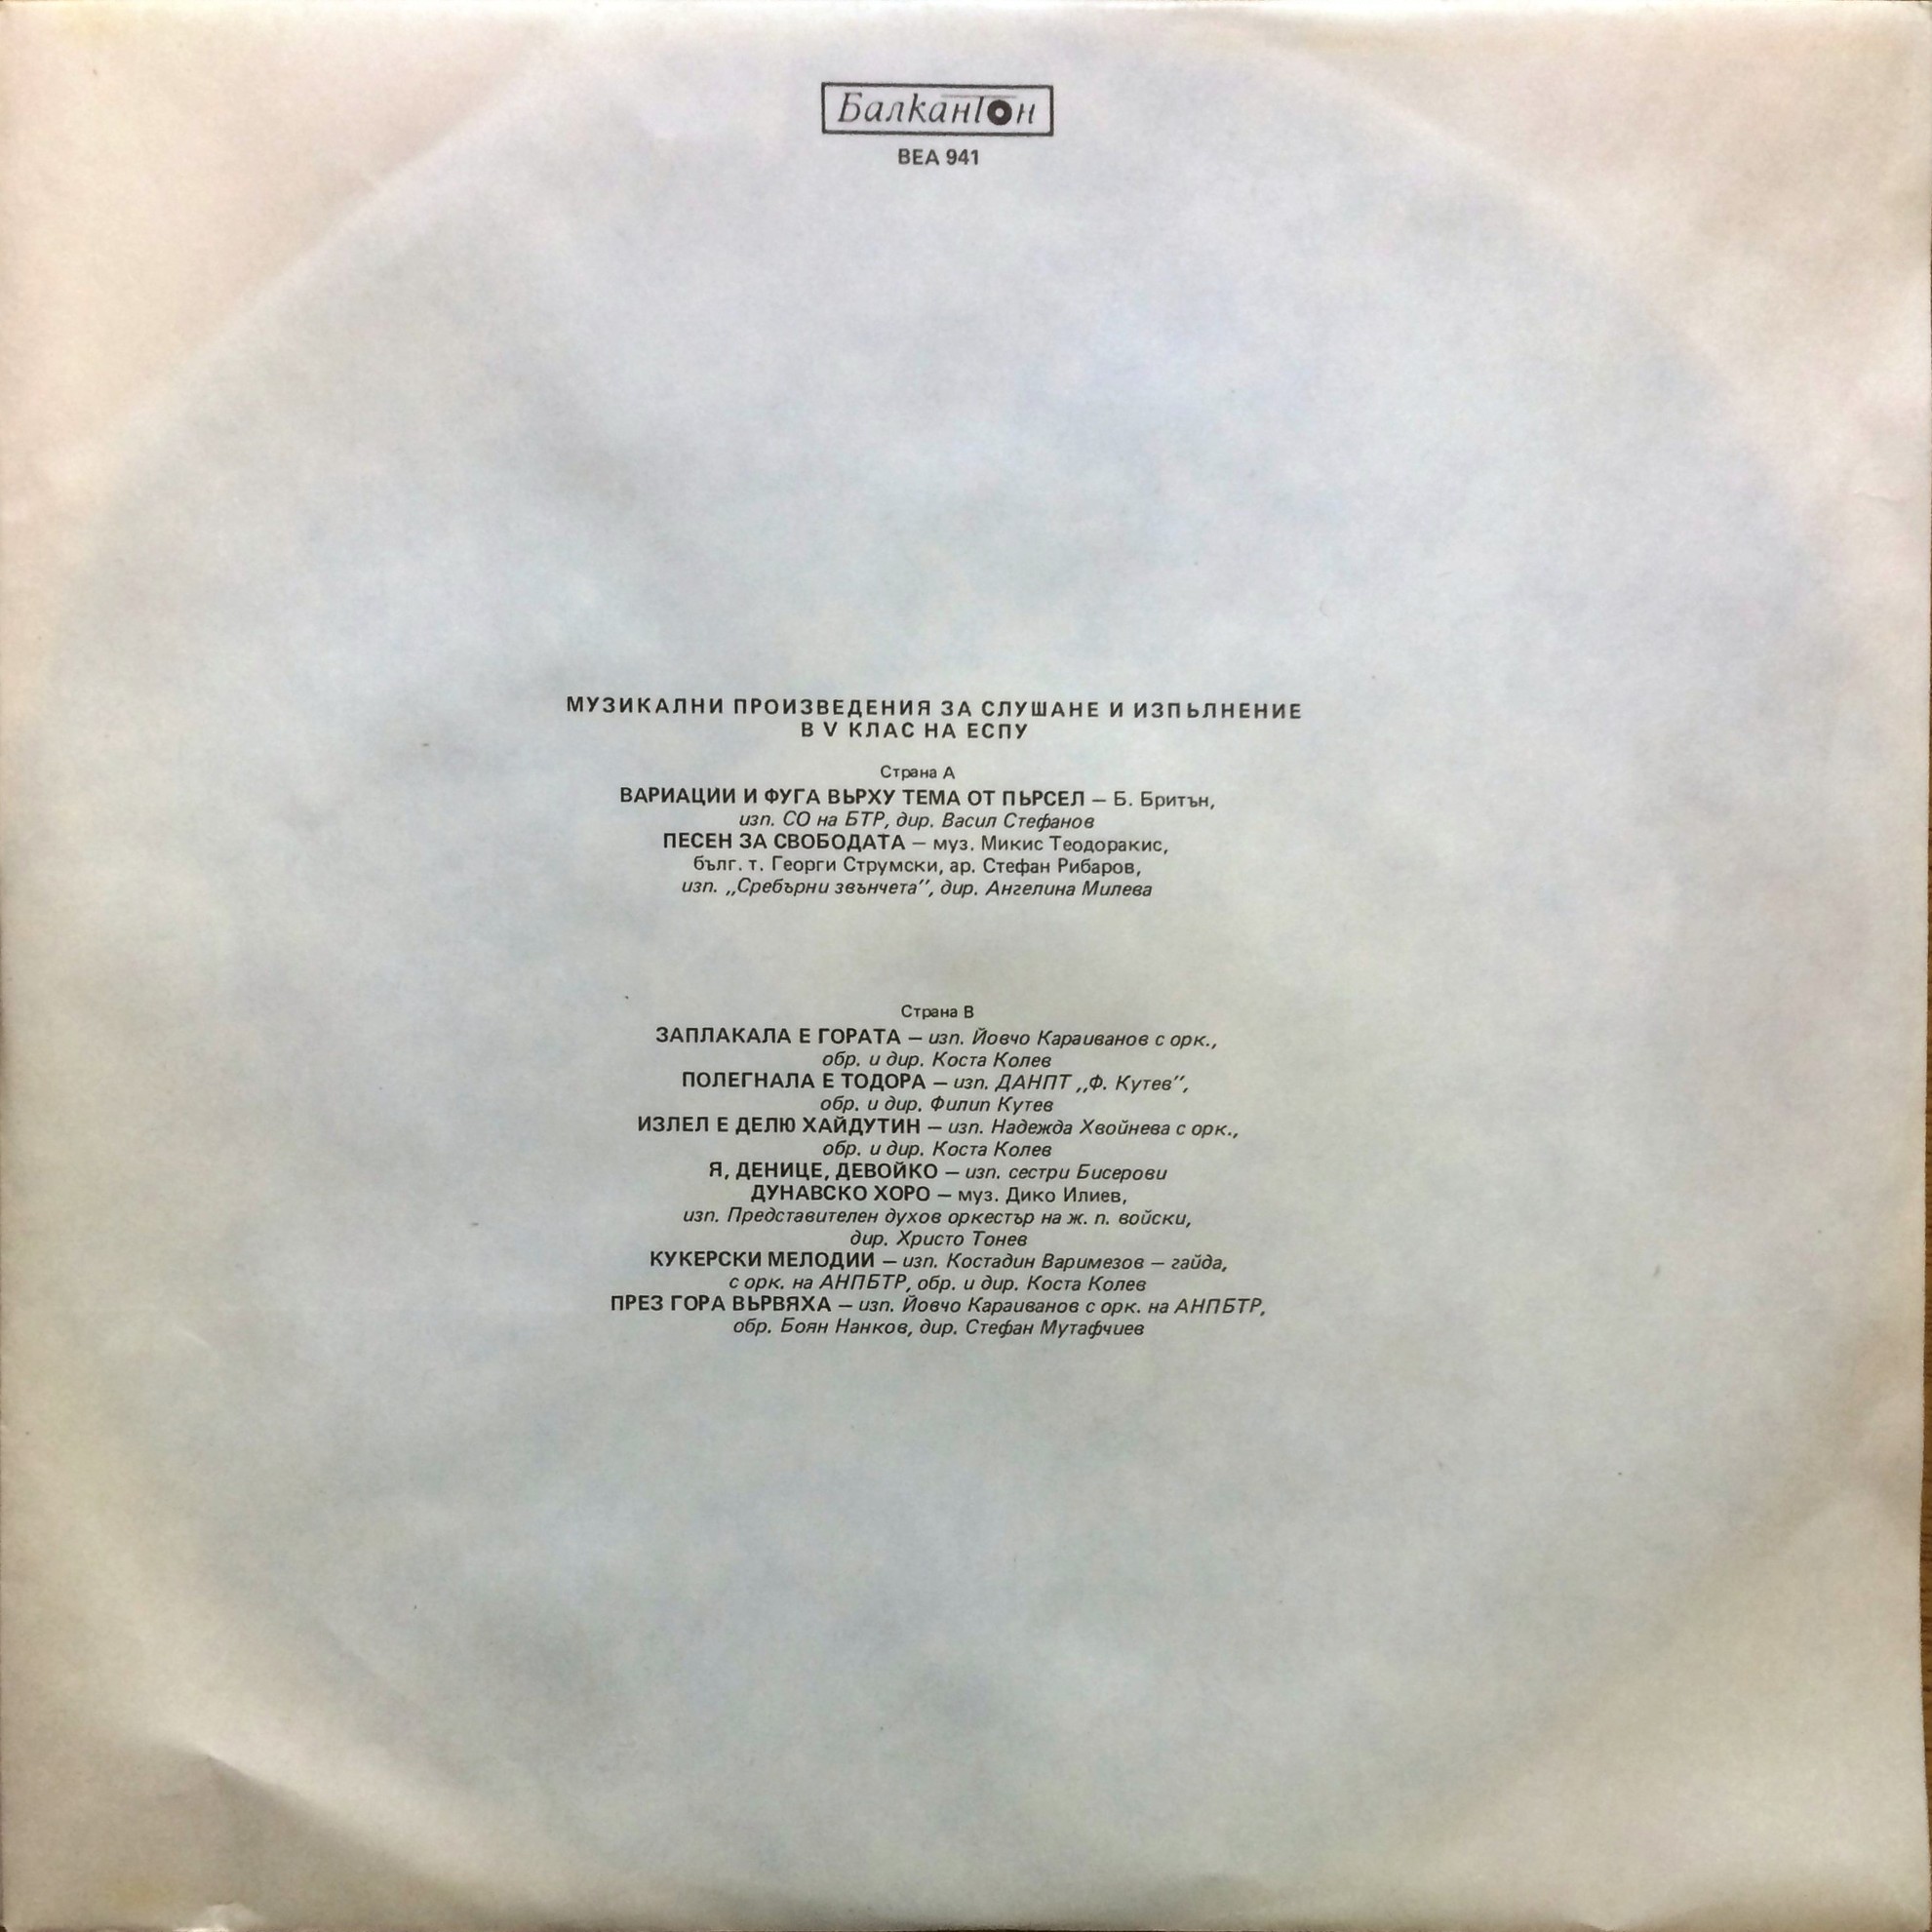 Балкантон
ВЕА 941
МУЗИКАЛНИ ПРОИЗВЕДЕНИЯ ЗА СЛУШАНЕ И ИЗПЪЛНЕНИЕ
В V КЛАС НА ЕСПУ
Страна А
ВАРИАЦИИ И ФУГА ВЪРХУ ТЕМА ОТ ПЪРСЕЛ — Б. Бритън,
изп. СО на БТР, дир. Васил Стефанов
ПЕСЕН ЗА СВОБОДАТА — муз. Микис Теодоракис,
бълг. т. Георги Струмски, ар. Стефан Рибаров,
изп. „Сребърни звънчета”, дир. Ангелина Милева
Страна В
ЗАПЛАКАЛА Е ГОРАТА — изп. Йовчо Караиванов с орк.,
обр. и дир. Коста Колев
ПОЛЕГНАЛА Е ТОДОРА — изп. ДАНПТ „Ф. Кутев”,
обр. и дир. Филип Кутев
ИЗЛЕЛ Е ДЕЛЮ ХАЙДУТИН — изп. Надежда Хвойнева с орк.,
обр. и дир. Коста Колев
Я, ДЕНИЦЕ, ДЕВОЙКО — изп. сестри Бисерови
ДУНАВСКО ХОРО — муз. Дико Илиев,
изп. Представителен духов оркестър на ж. п. войски,
дир. Христо Тонев
КУКЕРСКИ МЕЛОДИИ — изп. Костадин Варимезов — гайда,
с орк. на АНПБТР, обр. и дир. Коста Колев
ПРЕЗ ГОРА ВЪРВЯХА — изп. Йовчо Караиванов с орк. на АНПБТР,
обр. Боян Нанков, дир. Стефан Мутафчиев